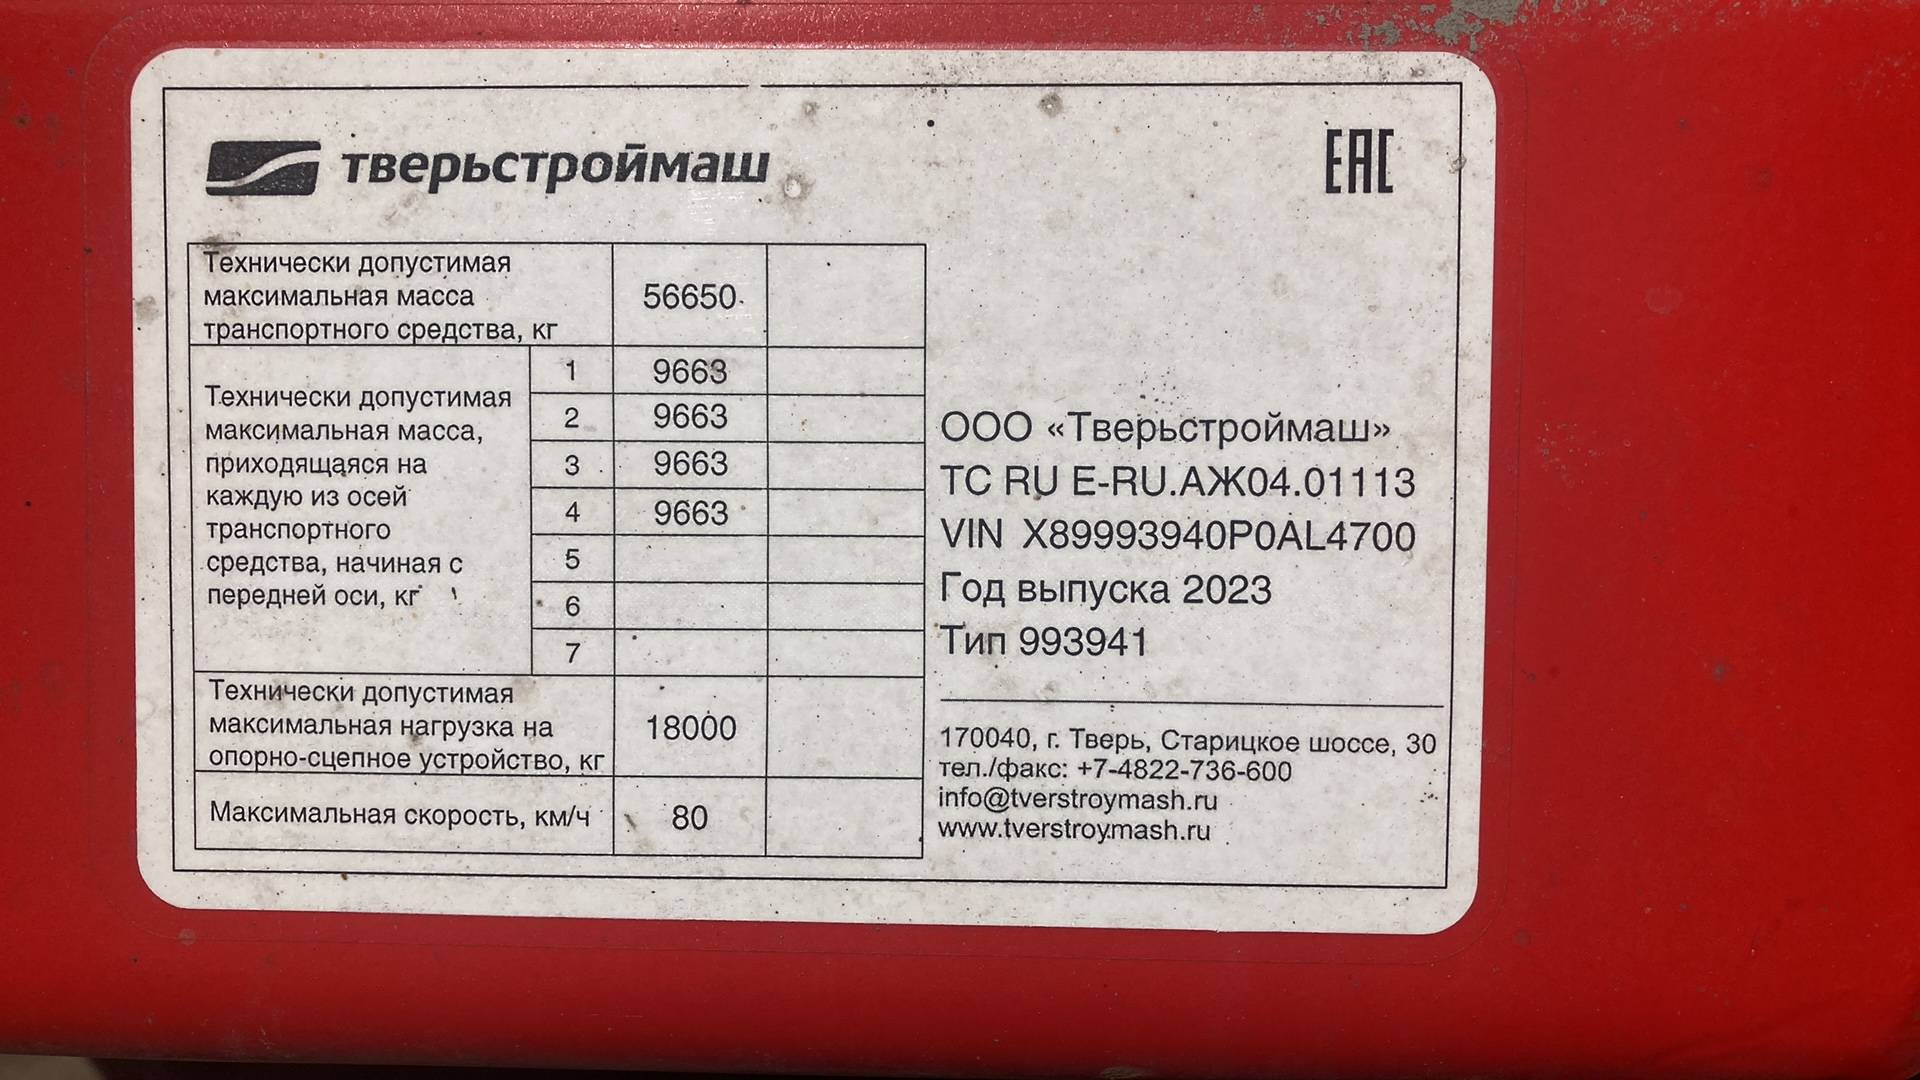 тверьстроймаш
EAC
Технически допустимая
максимальная масса
транспортного средства, кг
56650
Технически допустимая
максимальная масса,
приходящаяся на
каждую из осей
транспортного
средства, начиная с
передней оси, кг
1 9663
2 9663
3 9663
4 9663
5
6
7
Технически допустимая
максимальная нагрузка на
опорно-сцепное устройство, кг
18000
Максимальная скорость, км/ч 80
ООО «Тверьстроймаш»
ТС RU E-RU.АЖ04.01113
VIN X89993940P0AL4700
Год выпуска 2023
Тип 993941
170040, г. Тверь, Старицкое шоссе, 30
тел./факс: +7-4822-736-600
info@tverstroymash.ru
www.tverstroymash.ru